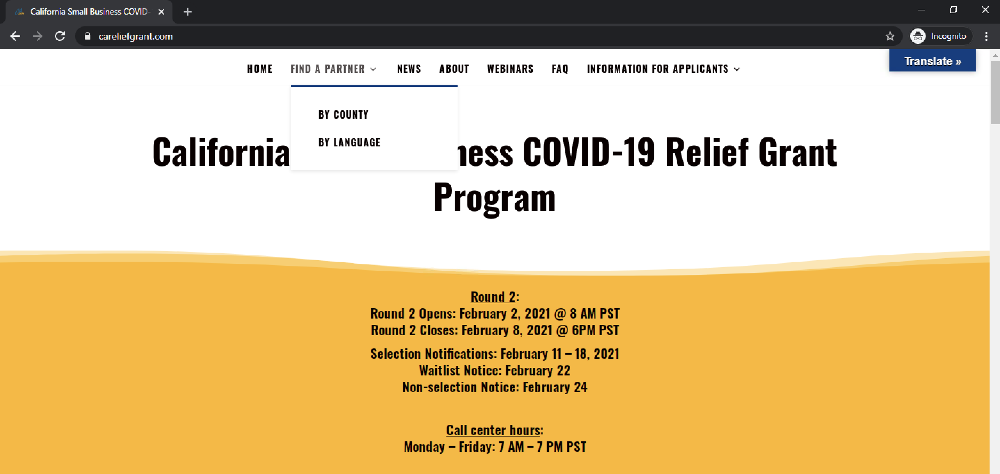 California Small Business COVID-
careliefgrant.com
Incognito
HOME FIND A PARTNER NEWS ABOUT WEBINARS FAQ INFORMATION FOR APPLICANTS
Translate »
BY COUNTY
BY LANGUAGE
California ness COVID-19 Relief Grant
Program
Round 2:
Round 2 Opens: February 2, 2021 @ 8 AM PST
Round 2 Closes: February 8, 2021 @ 6PM PST
Selection Notifications: February 11 – 18, 2021
Waitlist Notice: February 22
Non-selection Notice: February 24
Call center hours:
Monday – Friday: 7 AM – 7 PM PST